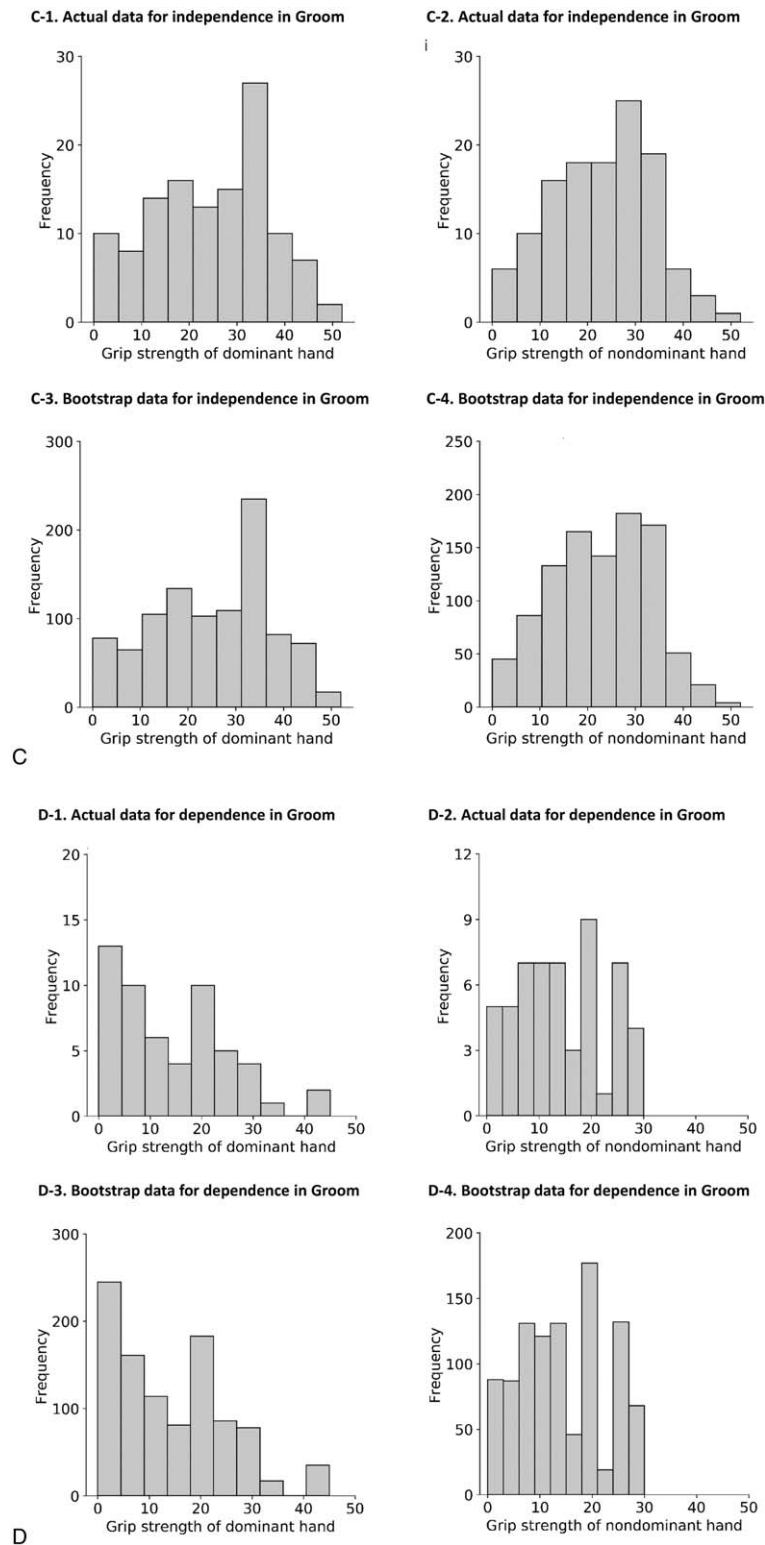 C-1. Actual data for independence in Groom
30
20
10
0
Frequency
0 10 20 30 40 50
Grip strength of dominant hand
C-2. Actual data for independence in Groom
i
30
20
10
0
Frequency
0 10 20 30 40 50
Grip strength of nondominant hand
C-3. Bootstrap data for independence in Groom
300
200
100
0
Frequency
0 10 20 30 40 50
Grip strength of dominant hand
C-4. Bootstrap data for independence in Groom
250
200
150
100
50
0
Frequency
0 10 20 30 40 50
Grip strength of nondominant hand
C
D-1. Actual data for dependence in Groom
20
15
10
5
0
Frequency
0 10 20 30 40 50
Grip strength of dominant hand
D-2. Actual data for dependence in Groom
12
9
6
3
0
Frequency
0 10 20 30 40 50
Grip strength of nondominant hand
D-3. Bootstrap data for dependence in Groom
300
200
100
0
Frequency
0 10 20 30 40 50
Grip strength of dominant hand
D-4. Bootstrap data for dependence in Groom
200
150
100
50
0
Frequency
0 10 20 30 40 50
Grip strength of nondominant hand
D